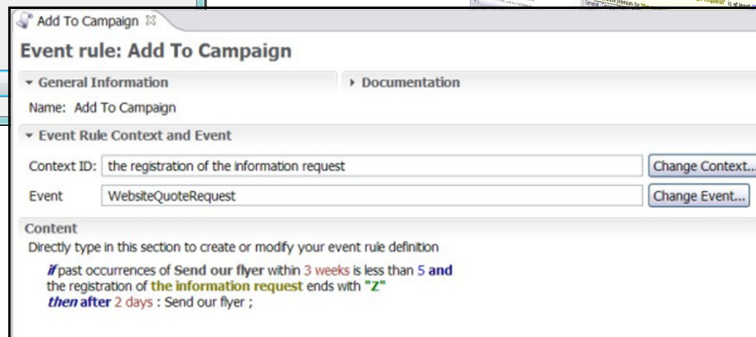 Add To Campaign
Event rule: Add To Campaign
General Information
Documentation
Name: Add To Campaign
Event Rule Context and Event
Context ID: the registration of the information request Change Context...
Event WebsiteQuoteRequest Change Event...
Content
Directly type in this section to create or modify your event rule definition
if past occurrences of Send our flyer within 3 weeks is less than 5 and
the registration of the information request ends with "Z"
then after 2 days : Send our flyer ;